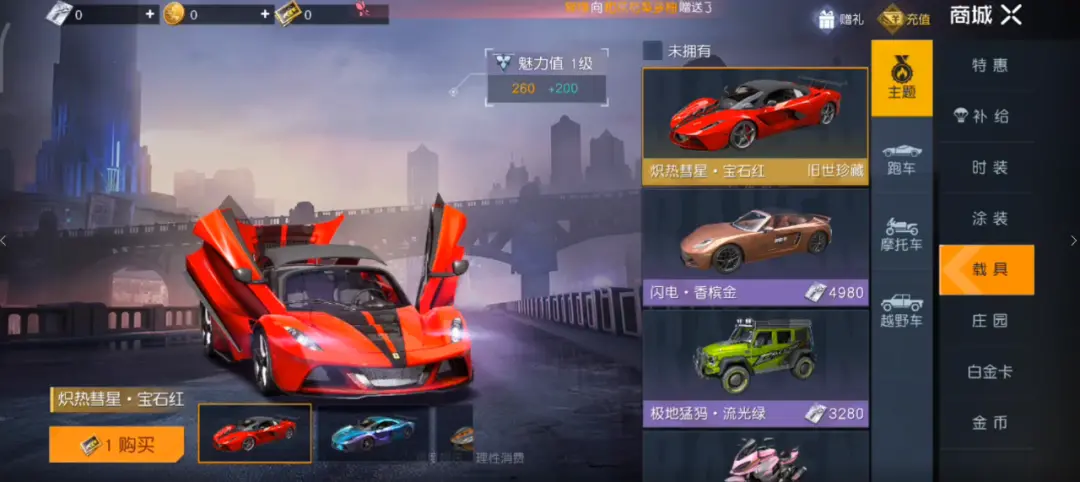 0 + 0 + 0
向 赠送了
赠礼
充值
商城
魅力值 1级
260 +200
未拥有
炽热彗星·宝石红 旧世珍藏
闪电·香槟金 4980
极地猛犸·流光绿 3280
主题
跑车
摩托车
越野车
特惠
补给
时装
涂装
载具
庄园
白金卡
金币
炽热彗星·宝石红
1 购买
理性消费